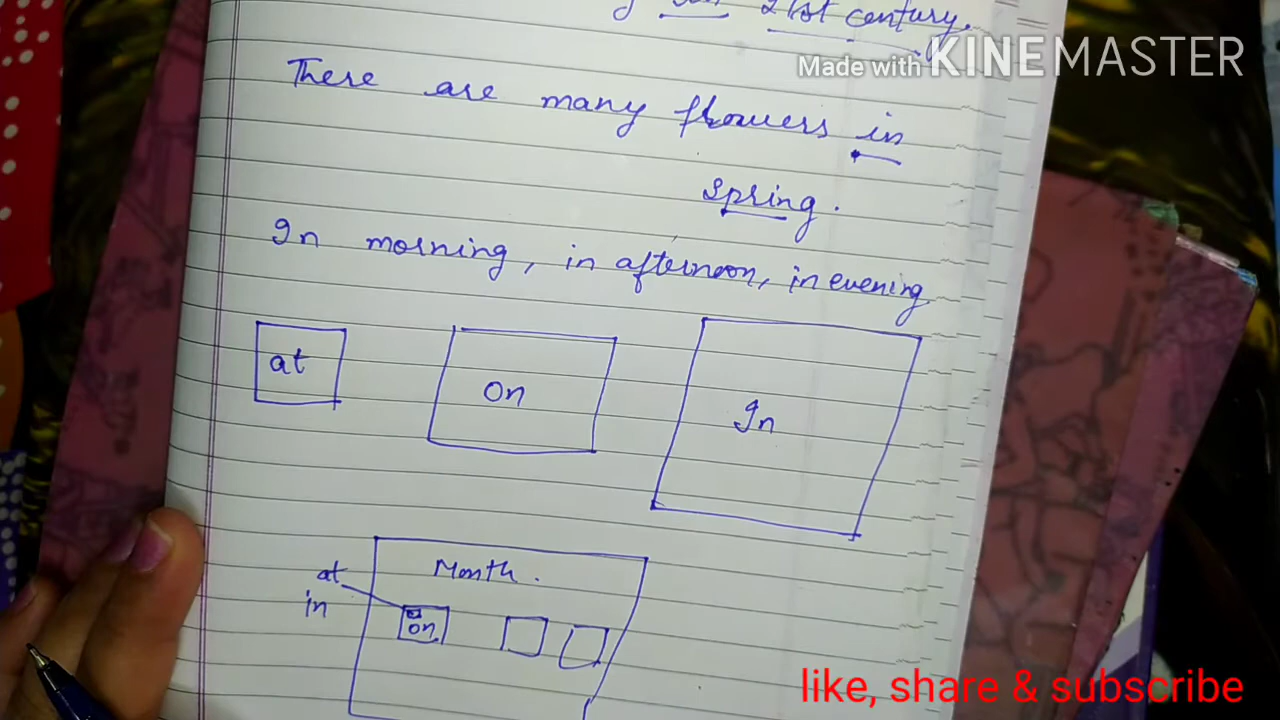 21st century.
Made with KINEMASTER
There are many flowers in
spring.
In morning, in afternoon, in evening
at
On
In
Month.
at
in
on
like, share & subscribe